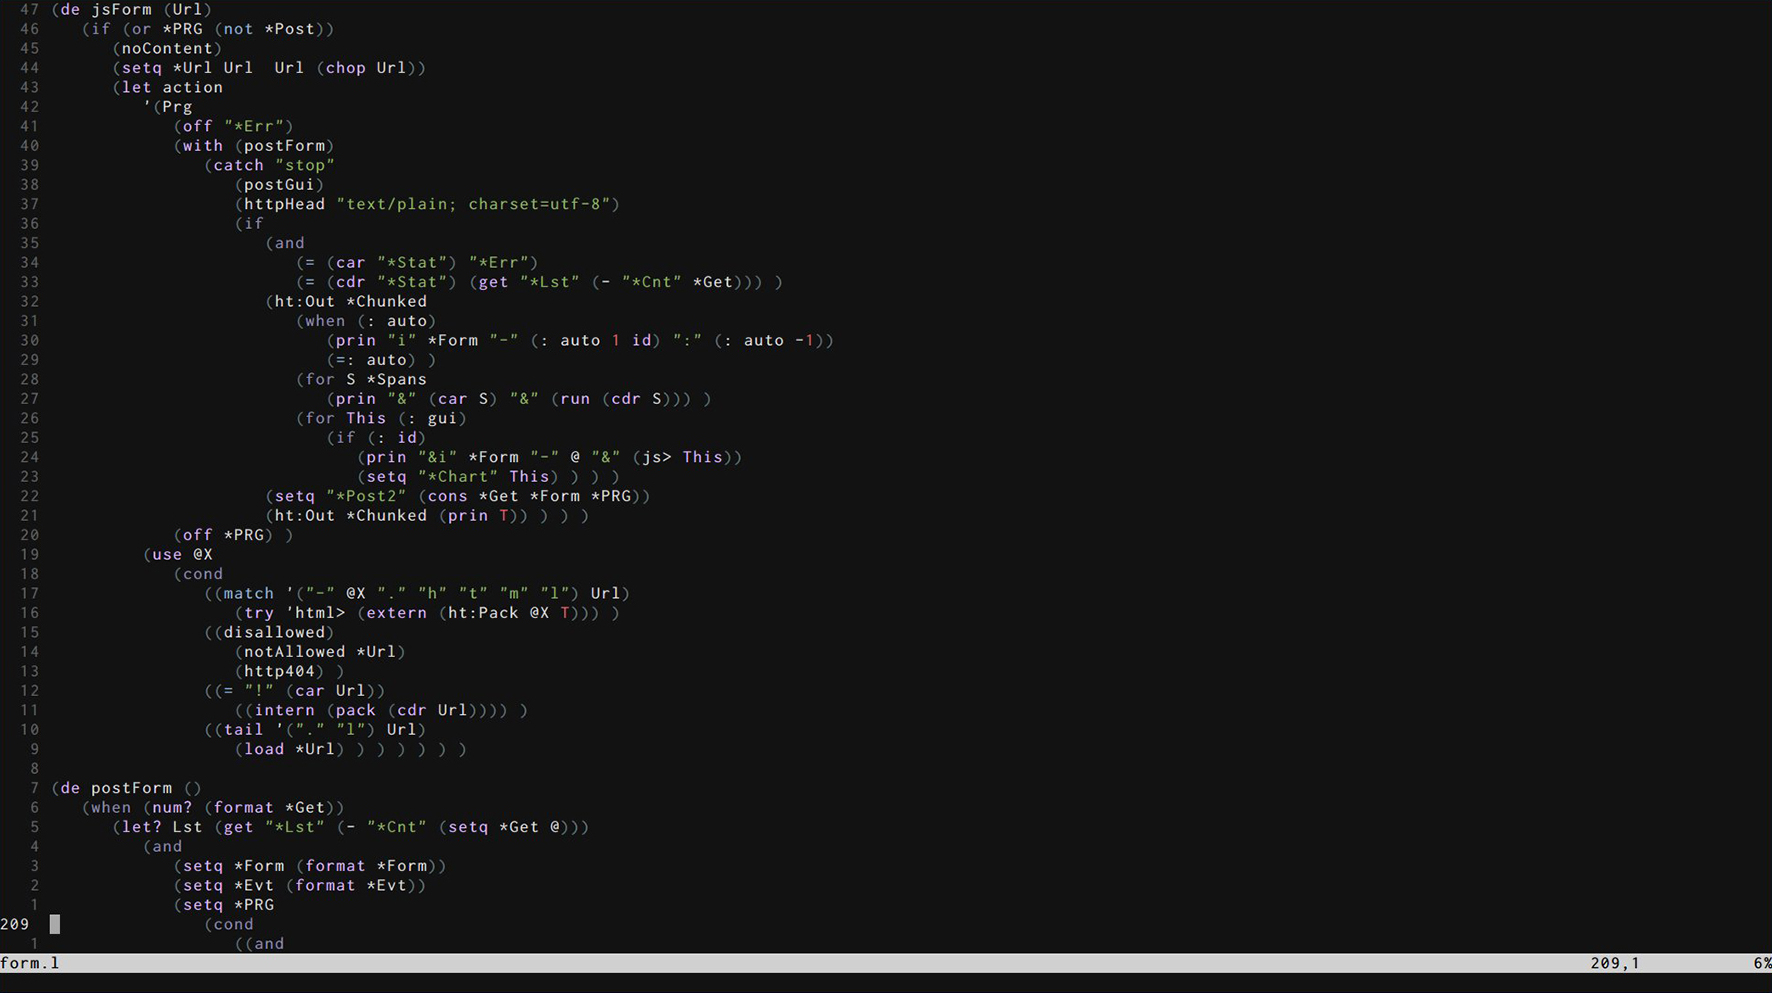 47 (de jsForm (Url)
46    (if (or *PRG (not *Post))
45       (noContent)
44       (setq *Url Url  Url (chop Url))
43       (let action
42          '(Prg
41             (off "*Err")
40             (with (postForm)
39                (catch "stop"
38                   (postGui)
37                   (httpHead "text/plain; charset=utf-8")
36                   (if
35                      (and
34                         (= (car "*Stat") "*Err")
33                         (= (cdr "*Stat") (get "*Lst" (- "*Cnt" *Get))) )
32                      (ht:Out *Chunked
31                         (when (: auto)
30                            (prin "i" *Form "-" (: auto 1 id) ":" (: auto -1))
29                            (=: auto) )
28                         (for S *Spans
27                            (prin "&" (car S) "&" (run (cdr S))) )
26                         (for This (: gui)
25                            (if (: id)
24                               (prin "&i" *Form "-" @ "&" (js> This))
23                               (setq "*Chart" This) ) ) )
22                      (setq "*Post2" (cons *Get *Form *PRG))
21                      (ht:Out *Chunked (prin T)) ) ) )
20             (off *PRG) )
19          (use @X
18             (cond
17                ((match '("-" @X "." "h" "t" "m" "l") Url)
16                   (try 'html> (extern (ht:Pack @X T))) )
15                ((disallowed)
14                   (notAllowed *Url)
13                   (http404) )
12                ((= "!" (car Url))
11                   ((intern (pack (cdr Url)))) )
10                ((tail '("." "l") Url)
9                   (load *Url) ) ) ) ) ) )
8
7 (de postForm ()
6    (when (num? (format *Get))
5       (let? Lst (get "*Lst" (- "*Cnt" (setq *Get @)))
4          (and
3             (setq *Form (format *Form))
2             (setq *Evt (format *Evt))
1             (setq *PRG
209                (cond
1                   ((and
form.l 209,1 6%